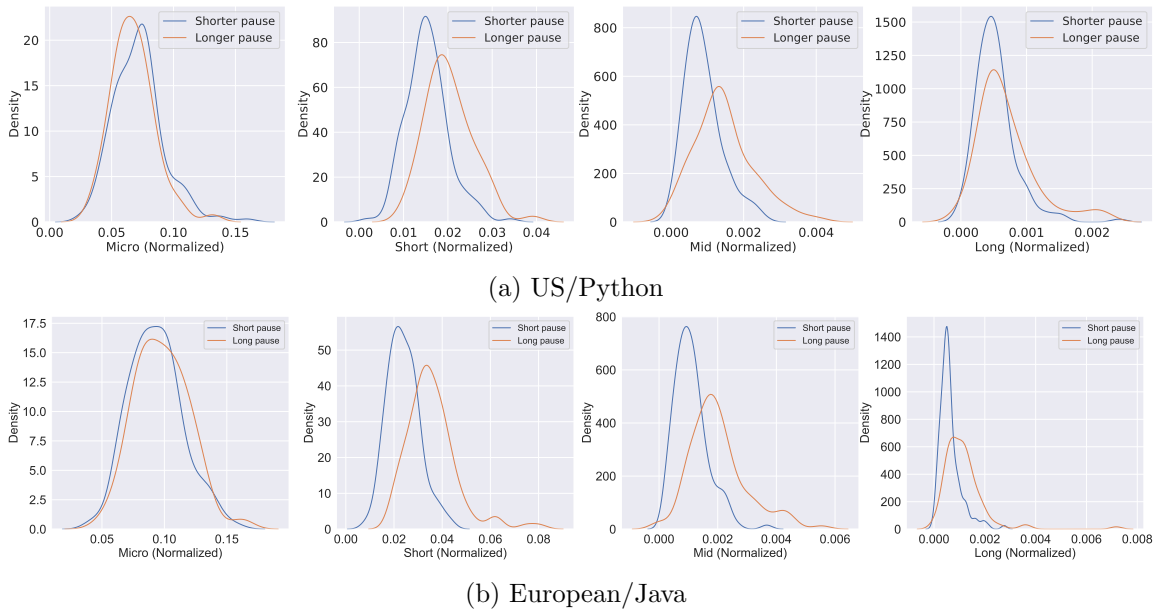 Shorter pause
Longer pause
Density
20
15
10
5
0
0.00 0.05 0.10 0.15
Micro (Normalized)
Shorter pause
Longer pause
Density
80
60
40
20
0
0.00 0.01 0.02 0.03 0.04
Short (Normalized)
Shorter pause
Longer pause
Density
800
600
400
200
0
0.000 0.002 0.004
Mid (Normalized)
Shorter pause
Longer pause
Density
1500
1250
1000
750
500
250
0
0.000 0.001 0.002
Long (Normalized)
(a) US/Python
Short pause
Long pause
Density
17.5
15.0
12.5
10.0
7.5
5.0
2.5
0.0
0.05 0.10 0.15
Micro (Normalized)
Short pause
Long pause
Density
50
40
30
20
10
0
0.00 0.02 0.04 0.06 0.08
Short (Normalized)
Short pause
Long pause
Density
800
600
400
200
0
0.000 0.002 0.004 0.006
Mid (Normalized)
Short pause
Long pause
Density
1400
1200
1000
800
600
400
200
0
0.000 0.002 0.004 0.006 0.008
Long (Normalized)
(b) European/Java